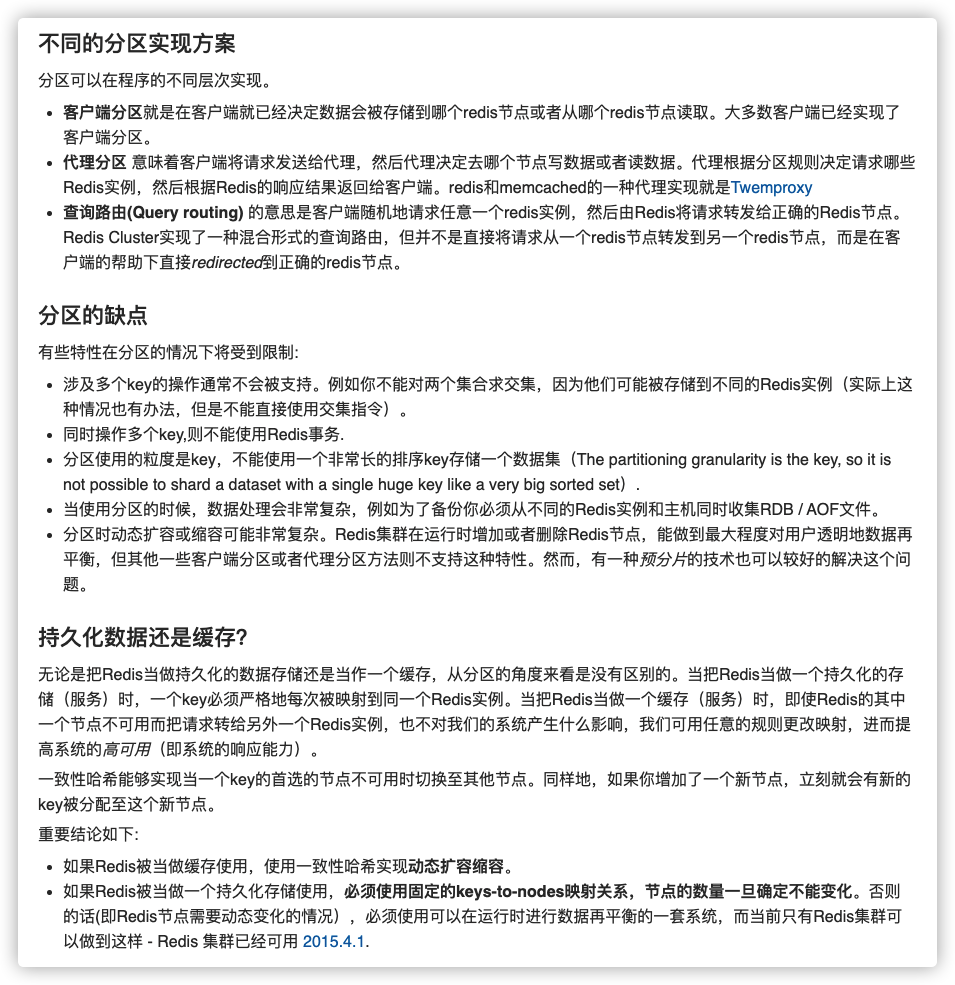 不同的分区实现方案
分区可以在程序的不同层次实现。
• 客户端分区就是在客户端就已经决定数据会被存储到哪个redis节点或者从哪个redis节点读取。大多数客户端已经实现了
客户端分区。
• 代理分区 意味着客户端将请求发送给代理，然后代理决定去哪个节点写数据或者读数据。代理根据分区规则决定请求哪些
Redis实例，然后根据Redis的响应结果返回给客户端。redis和memcached的一种代理实现就是Twemproxy
• 查询路由(Query routing) 的意思是客户端随机地请求任意一个redis实例，然后由Redis将请求转发给正确的Redis节点。
Redis Cluster实现了一种混合形式的查询路由，但并不是直接将请求从一个redis节点转发到另一个redis节点，而是在客
户端的帮助下直接redirected到正确的redis节点。
分区的缺点
有些特性在分区的情况下将受到限制:
• 涉及多个key的操作通常不会被支持。例如你不能对两个集合求交集，因为他们可能被存储到不同的Redis实例（实际上这
种情况也有办法，但是不能直接使用交集指令）。
• 同时操作多个key,则不能使用Redis事务.
• 分区使用的粒度是key，不能使用一个非常长的排序key存储一个数据集（The partitioning granularity is the key, so it is
not possible to shard a dataset with a single huge key like a very big sorted set）.
• 当使用分区的时候，数据处理会非常复杂，例如为了备份你必须从不同的Redis实例和主机同时收集RDB / AOF文件。
• 分区时动态扩容或缩容可能非常复杂。Redis集群在运行时增加或者删除Redis节点，能做到最大程度对用户透明地数据再
平衡，但其他一些客户端分区或者代理分区方法则不支持这种特性。然而，有一种预分片的技术也可以较好的解决这个问
题。
持久化数据还是缓存?
无论是把Redis当做持久化的数据存储还是当作一个缓存，从分区的角度来看是没有区别的。当把Redis当做一个持久化的存
储（服务）时，一个key必须严格地每次被映射到同一个Redis实例。当把Redis当做一个缓存（服务）时，即使Redis的其中
一个节点不可用而把请求转给另外一个Redis实例，也不对我们的系统产生什么影响，我们可用任意的规则更改映射，进而提
高系统的高可用（即系统的响应能力）。
一致性哈希能够实现当一个key的首选的节点不可用时切换至其他节点。同样地，如果你增加了一个新节点，立刻就会有新的
key被分配至这个新节点。
重要结论如下:
• 如果Redis被当做缓存使用，使用一致性哈希实现动态扩容缩容。
• 如果Redis被当做一个持久化存储使用，必须使用固定的keys-to-nodes映射关系，节点的数量一旦确定不能变化。否则
的话(即Redis节点需要动态变化的情况），必须使用可以在运行时进行数据再平衡的一套系统，而当前只有Redis集群可
以做到这样 - Redis 集群已经可用 2015.4.1.